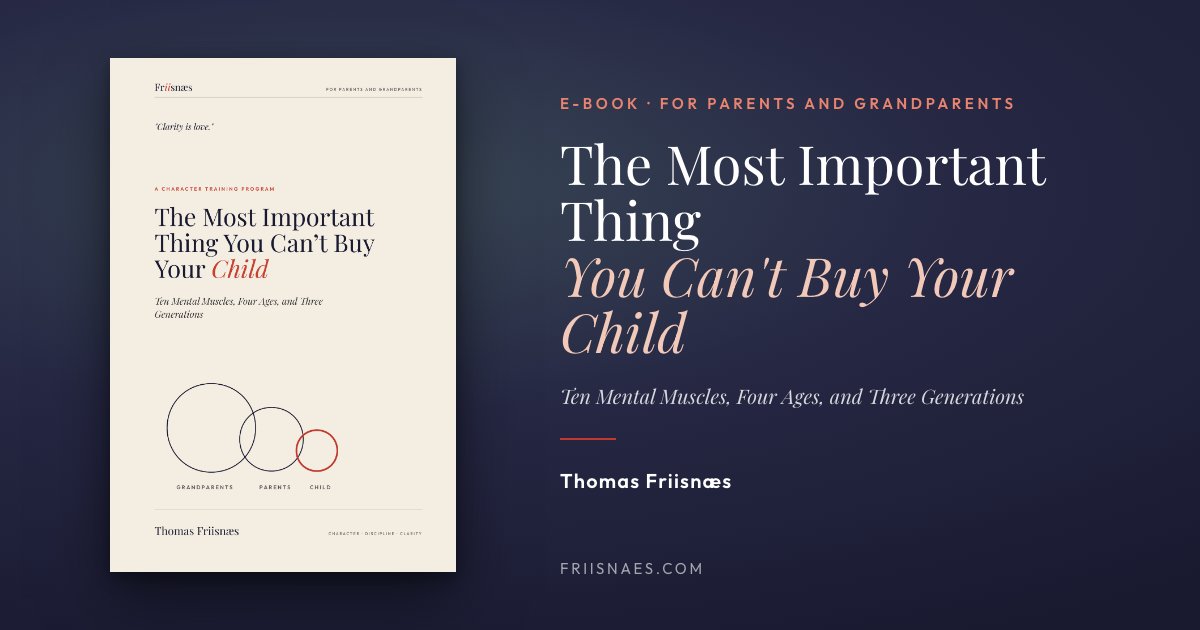 Friisnæs
FOR PARENTS AND GRANDPARENTS
"Clarity is love."
A CHARACTER TRAINING PROGRAM
The Most Important
Thing You Can’t Buy
Your Child
Ten Mental Muscles, Four Ages, and Three
Generations
GRANDPARENTS PARENTS CHILD
Thomas Friisnæs
CHARACTER · DISCIPLINE · CLARITY
E-BOOK · FOR PARENTS AND GRANDPARENTS
The Most Important
Thing
You Can't Buy Your
Child
Ten Mental Muscles, Four Ages, and Three Generations
Thomas Friisnæs
FRIISNAES.COM